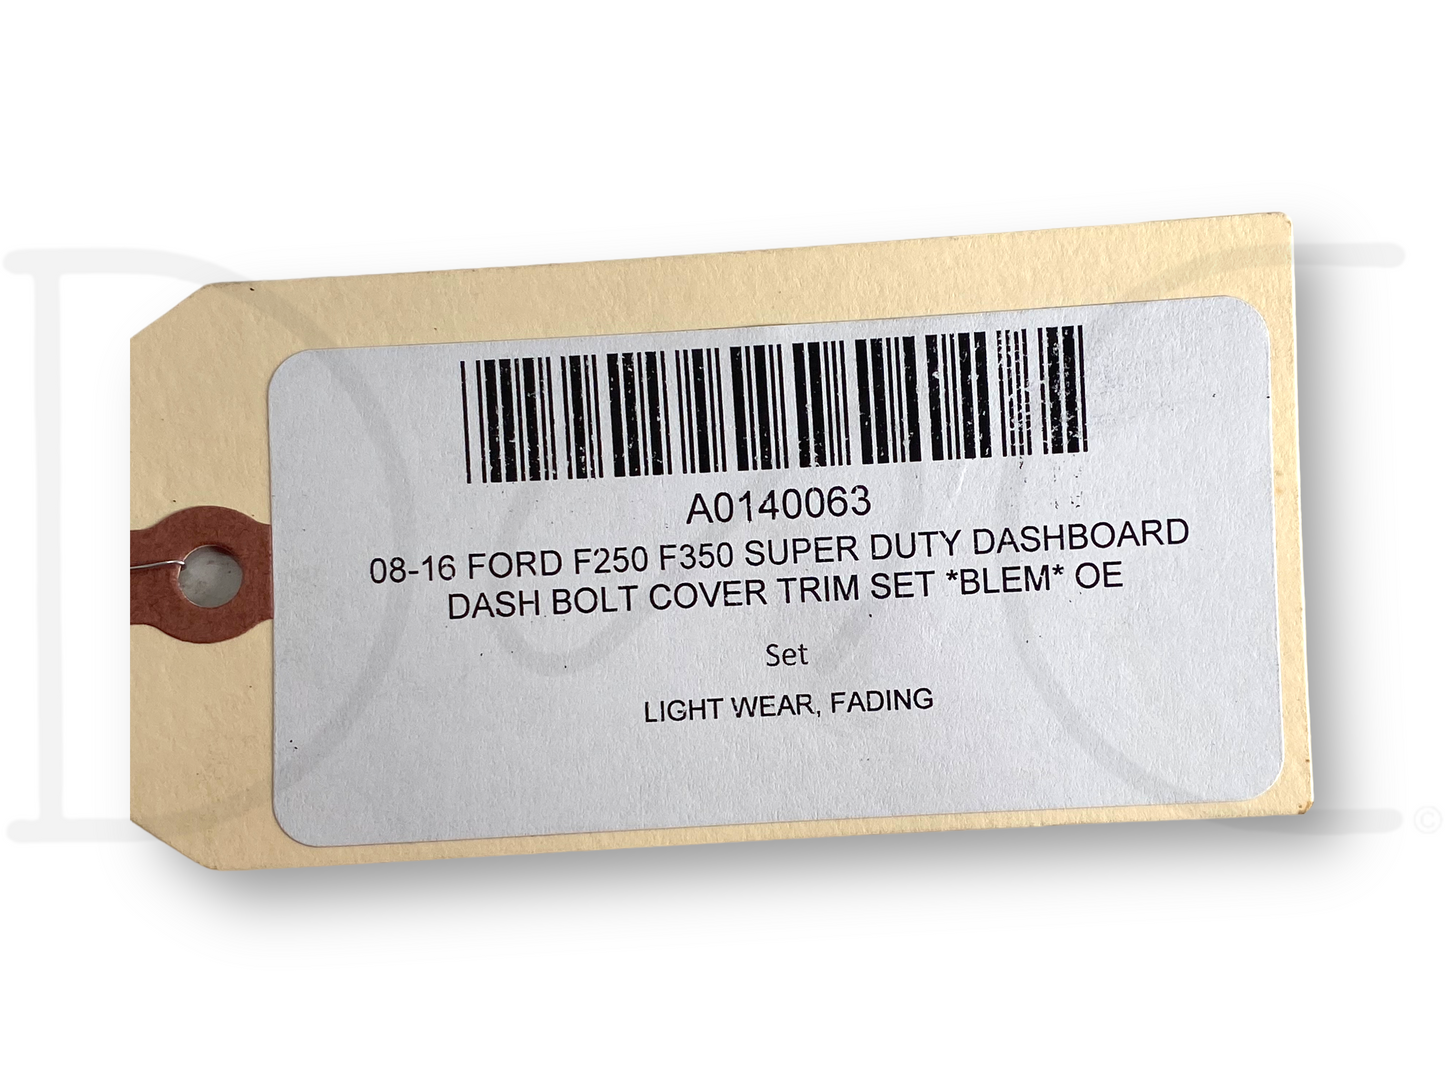 A0140063
08-16 FORD F250 F350 SUPER DUTY DASHBOARD
DASH BOLT COVER TRIM SET *BLEM* OE
Set
LIGHT WEAR, FADING
©